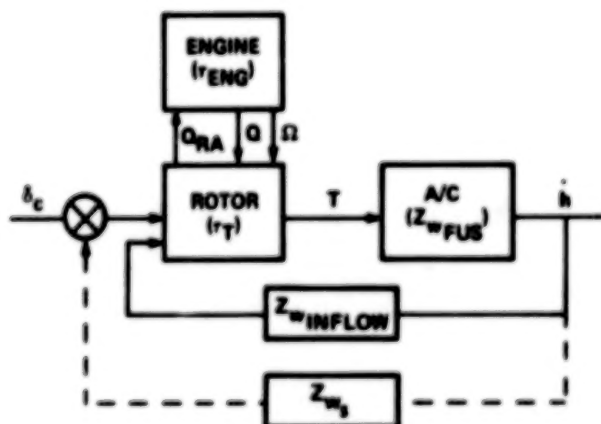 ENGINE
(τENG)
QRA
Q
Ω
δc
ROTOR
(τT)
T
A/C
(ZwFUS)
ḣ
ZwINFLOW
Zws